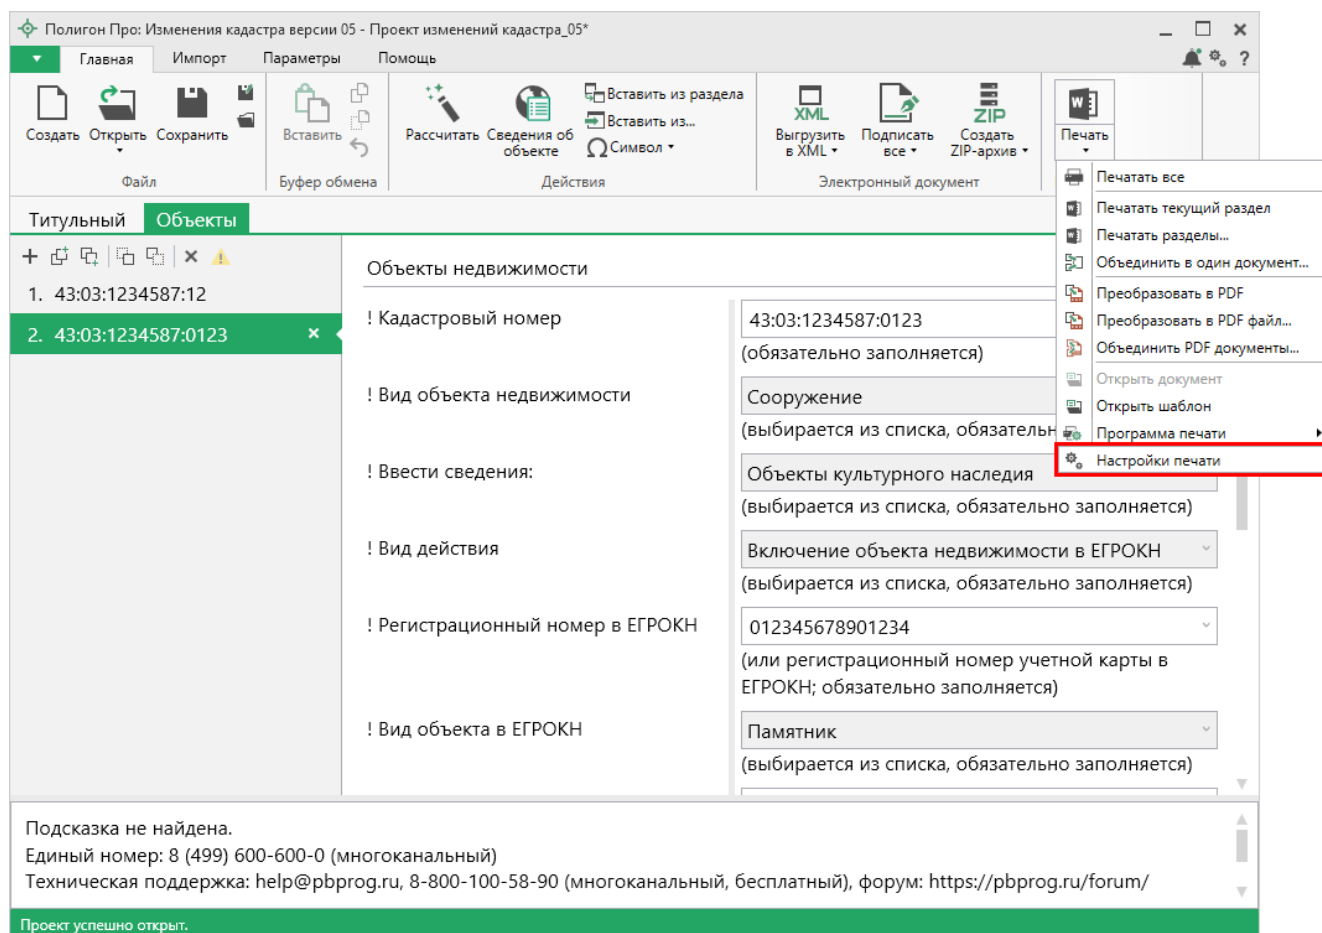 Полигон Про: Изменения кадастра версии 05 - Проект изменений кадастра_05*
Главная Импорт Параметры Помощь
?
Создать Открыть Сохранить
Файл
Вставить
Буфер обмена
Рассчитать Сведения об объекте
Вставить из раздела
Вставить из...
Символ
Действия
XML
Выгрузить в XML
Подписать все
ZIP
Создать ZIP-архив
Электронный документ
W
Печать
Печатать все
Печатать текущий раздел
Печатать разделы...
Объединить в один документ...
Преобразовать в PDF
Преобразовать в PDF файл...
Объединить PDF документы...
Открыть документ
Открыть шаблон
Программа печати
Настройки печати
Титульный Объекты
1. 43:03:1234587:12
2. 43:03:1234587:0123
Объекты недвижимости
! Кадастровый номер
43:03:1234587:0123
(обязательно заполняется)
! Вид объекта недвижимости
Сооружение
(выбирается из списка, обязательн
! Ввести сведения:
Объекты культурного наследия
(выбирается из списка, обязательно заполняется)
! Вид действия
Включение объекта недвижимости в ЕГРОКН
(выбирается из списка, обязательно заполняется)
! Регистрационный номер в ЕГРОКН
012345678901234
(или регистрационный номер учетной карты в
ЕГРОКН; обязательно заполняется)
! Вид объекта в ЕГРОКН
Памятник
(выбирается из списка, обязательно заполняется)
Подсказка не найдена.
Единый номер: 8 (499) 600-600-0 (многоканальный)
Техническая поддержка: help@pbprog.ru, 8-800-100-58-90 (многоканальный, бесплатный), форум: https://pbprog.ru/forum/
Проект успешно открыт.